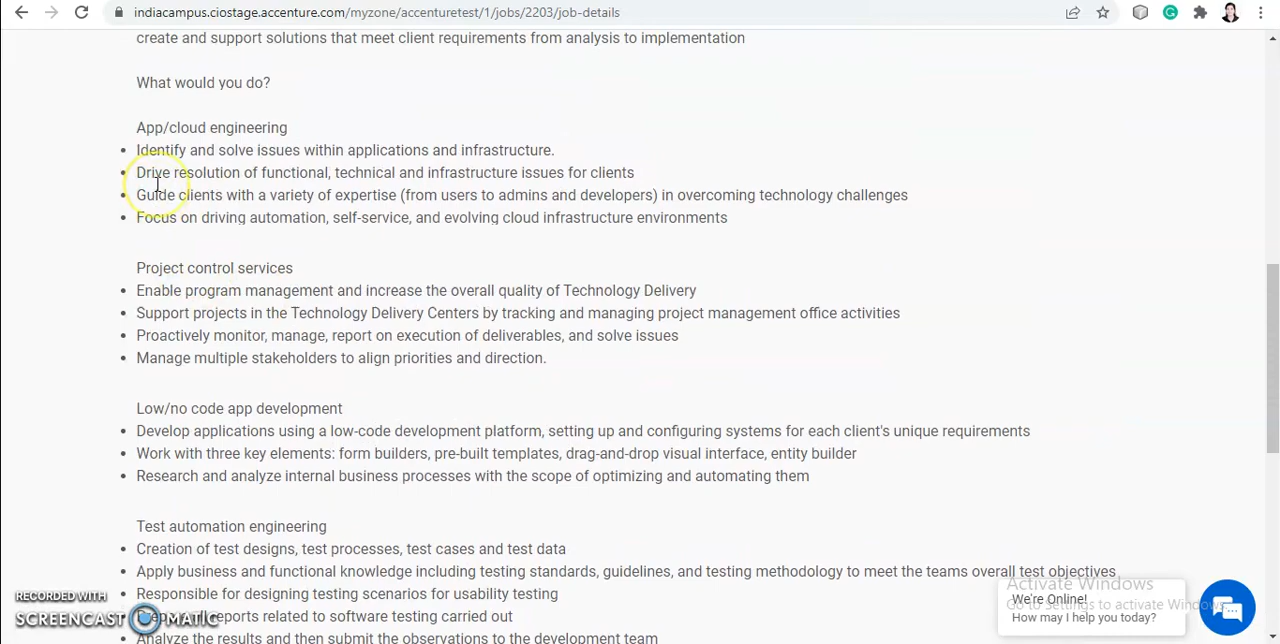 indiacampus.ciostage.accenture.com/myzone/accenturetest/1/jobs/2203/job-details
create and support solutions that meet client requirements from analysis to implementation
What would you do?
App/cloud engineering
Identify and solve issues within applications and infrastructure.
Drive resolution of functional, technical and infrastructure issues for clients
Guide clients with a variety of expertise (from users to admins and developers) in overcoming technology challenges
Focus on driving automation, self-service, and evolving cloud infrastructure environments
Project control services
Enable program management and increase the overall quality of Technology Delivery
Support projects in the Technology Delivery Centers by tracking and managing project management office activities
Proactively monitor, manage, report on execution of deliverables, and solve issues
Manage multiple stakeholders to align priorities and direction.
Low/no code app development
Develop applications using a low-code development platform, setting up and configuring systems for each client's unique requirements
Work with three key elements: form builders, pre-built templates, drag-and-drop visual interface, entity builder
Research and analyze internal business processes with the scope of optimizing and automating them
Test automation engineering
Creation of test designs, test processes, test cases and test data
Apply business and functional knowledge including testing standards, guidelines, and testing methodology to meet the teams overall test objectives
Activate Windows
Responsible for designing testing scenarios for usability testing
We're Online!
RECORDED WITH
Go to Settings to activate Windows.
SCREENCAST MATIC
reports related to software testing carried out
How may I help you today?
Analyze the results and then submit the observations to the development team